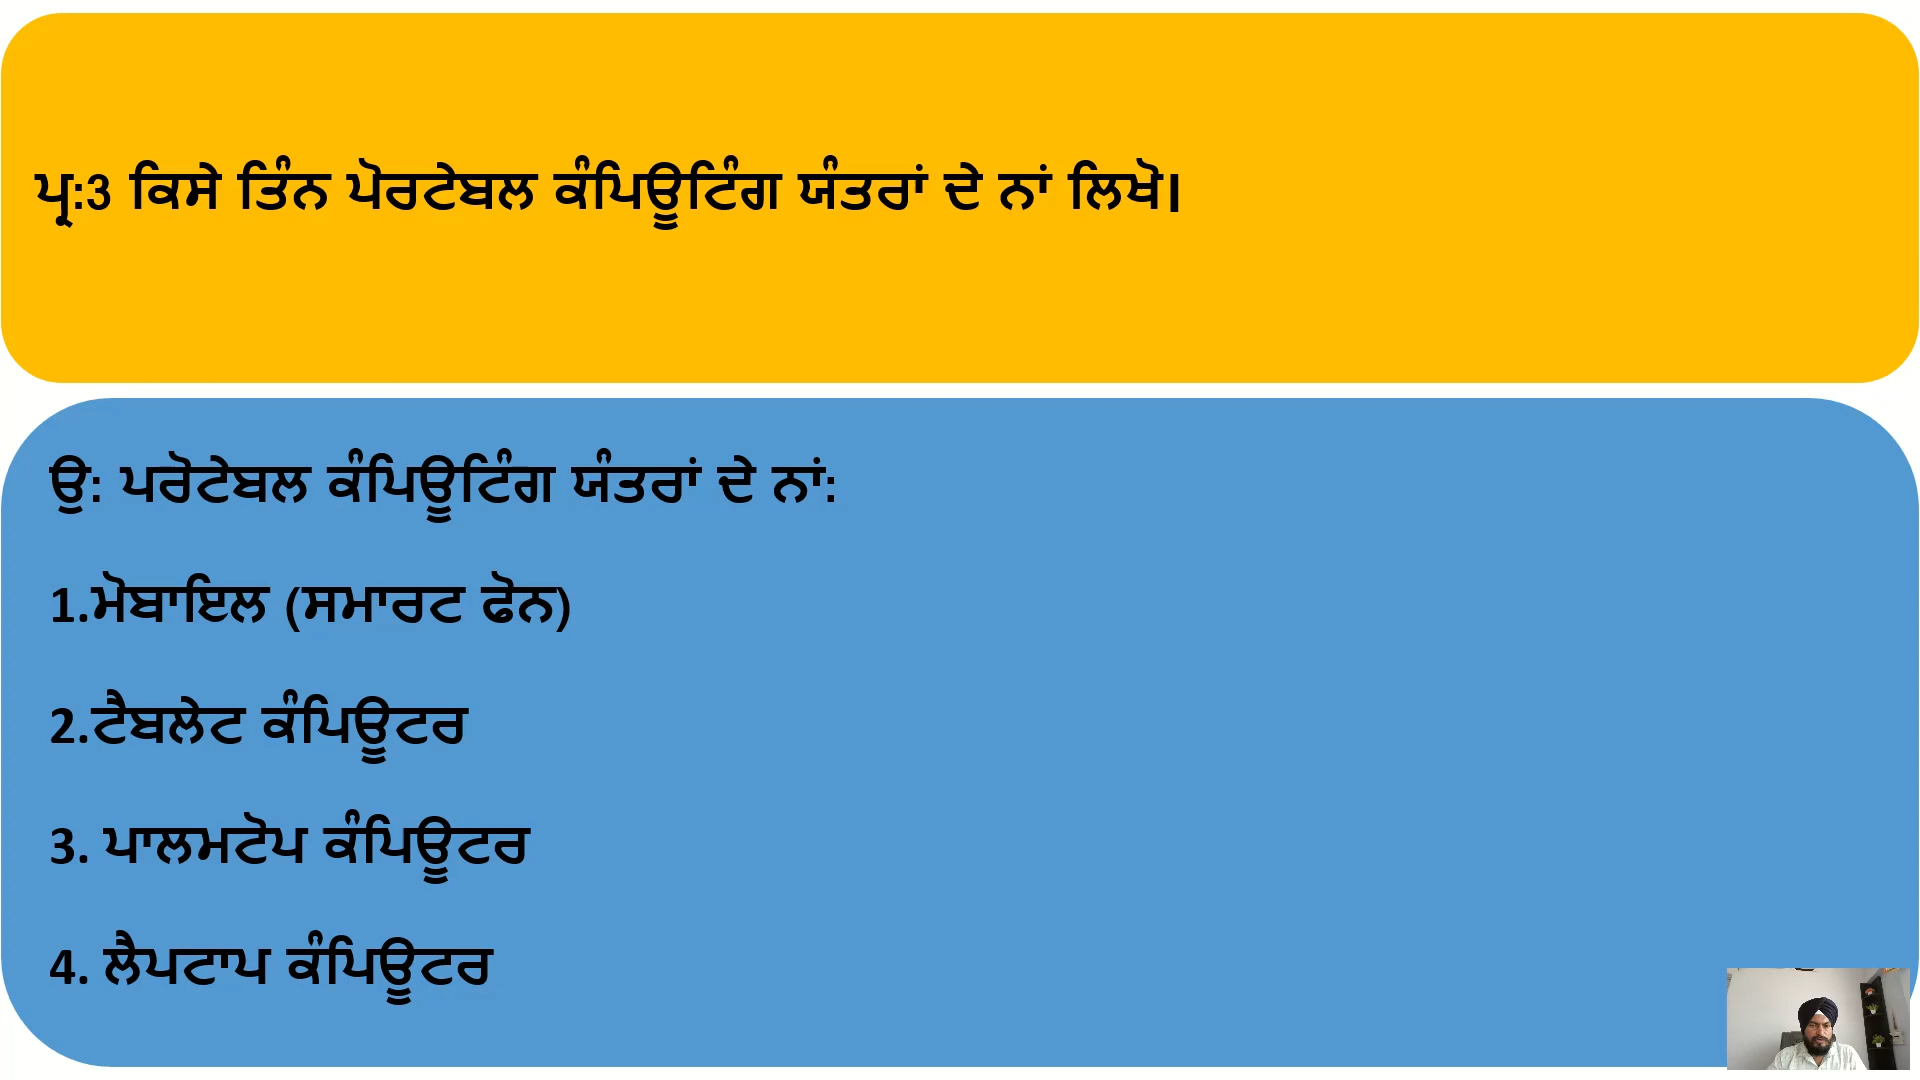 ਪ੍ਰ:3 ਕਿਸੇ ਤਿੰਨ ਪੋਰਟੇਬਲ ਕੰਪਿਊਟਿੰਗ ਯੰਤਰਾਂ ਦੇ ਨਾਂ ਲਿਖੋ।
ਉ: ਪਰੋਟੇਬਲ ਕੰਪਿਊਟਿੰਗ ਯੰਤਰਾਂ ਦੇ ਨਾਂ:
1.ਮੋਬਾਇਲ (ਸਮਾਰਟ ਫੋਨ)
2.ਟੈਬਲੇਟ ਕੰਪਿਊਟਰ
3. ਪਾਲਮਟੋਪ ਕੰਪਿਊਟਰ
4. ਲੈਪਟਾਪ ਕੰਪਿਊਟਰ